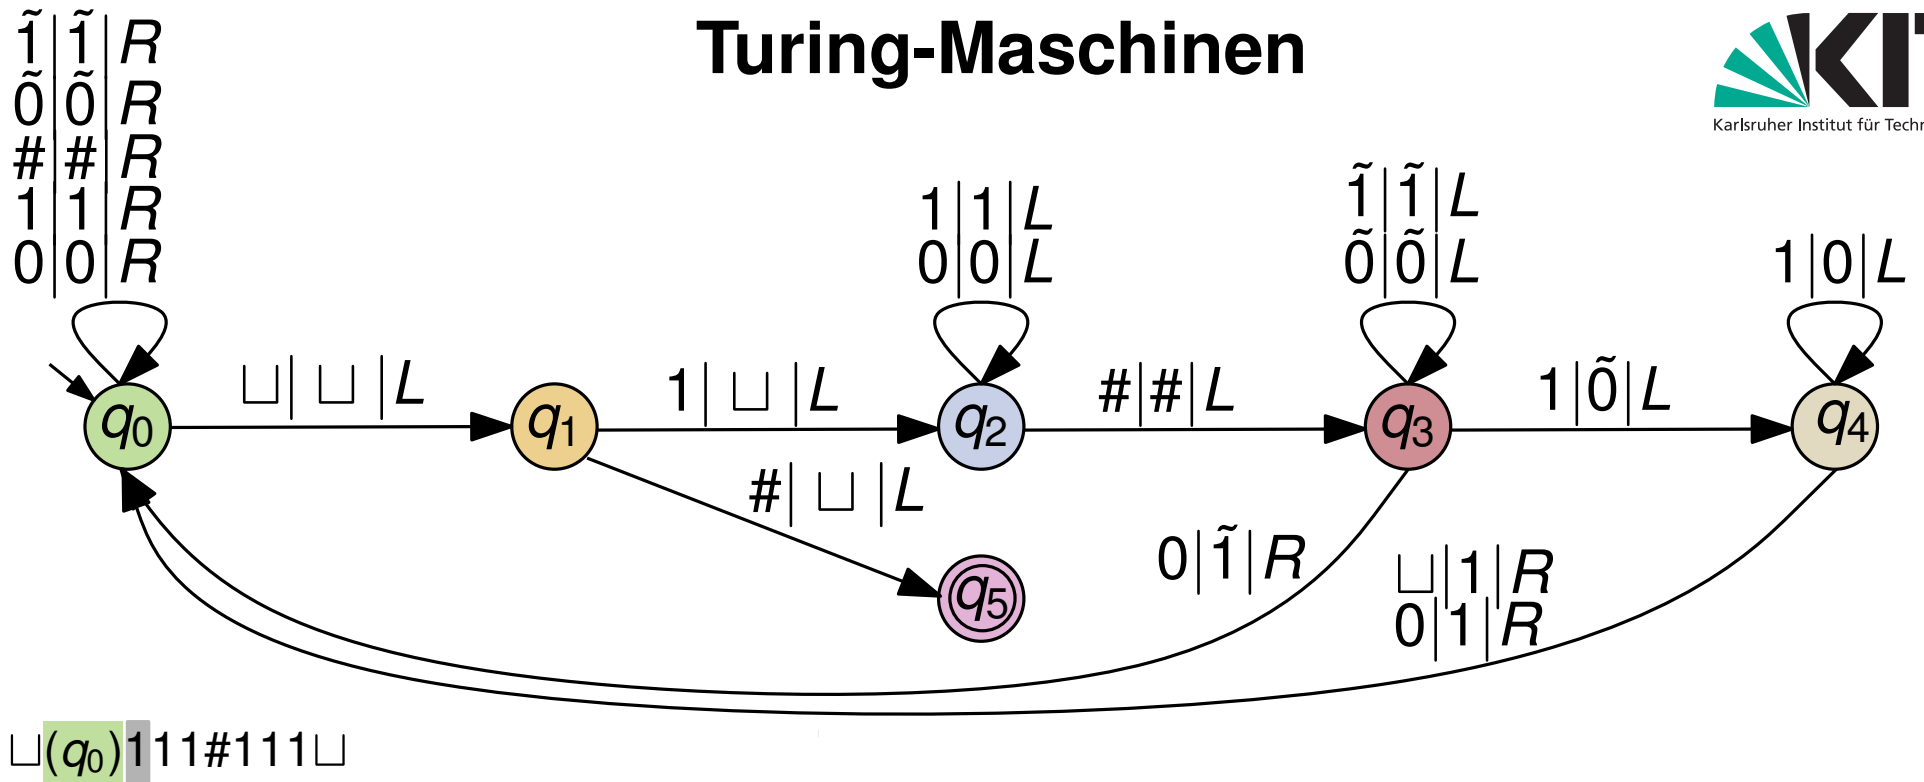 Turing-Maschinen
Karlsruher Institut für Techn
1̃|1̃|R
0̃|0̃|R
#|#|R
1|1|R
0|0|R
1|1|L
0|0|L
1̃|1̃|L
0̃|0̃|L
1|0|L
q0
⊔|⊔|L
q1
1|⊔|L
q2
#|#|L
q3
1|0̃|L
q4
#|⊔|L
q5
0|1̃|R
⊔|1|R
0|1|R
⊔(q0)111#111⊔